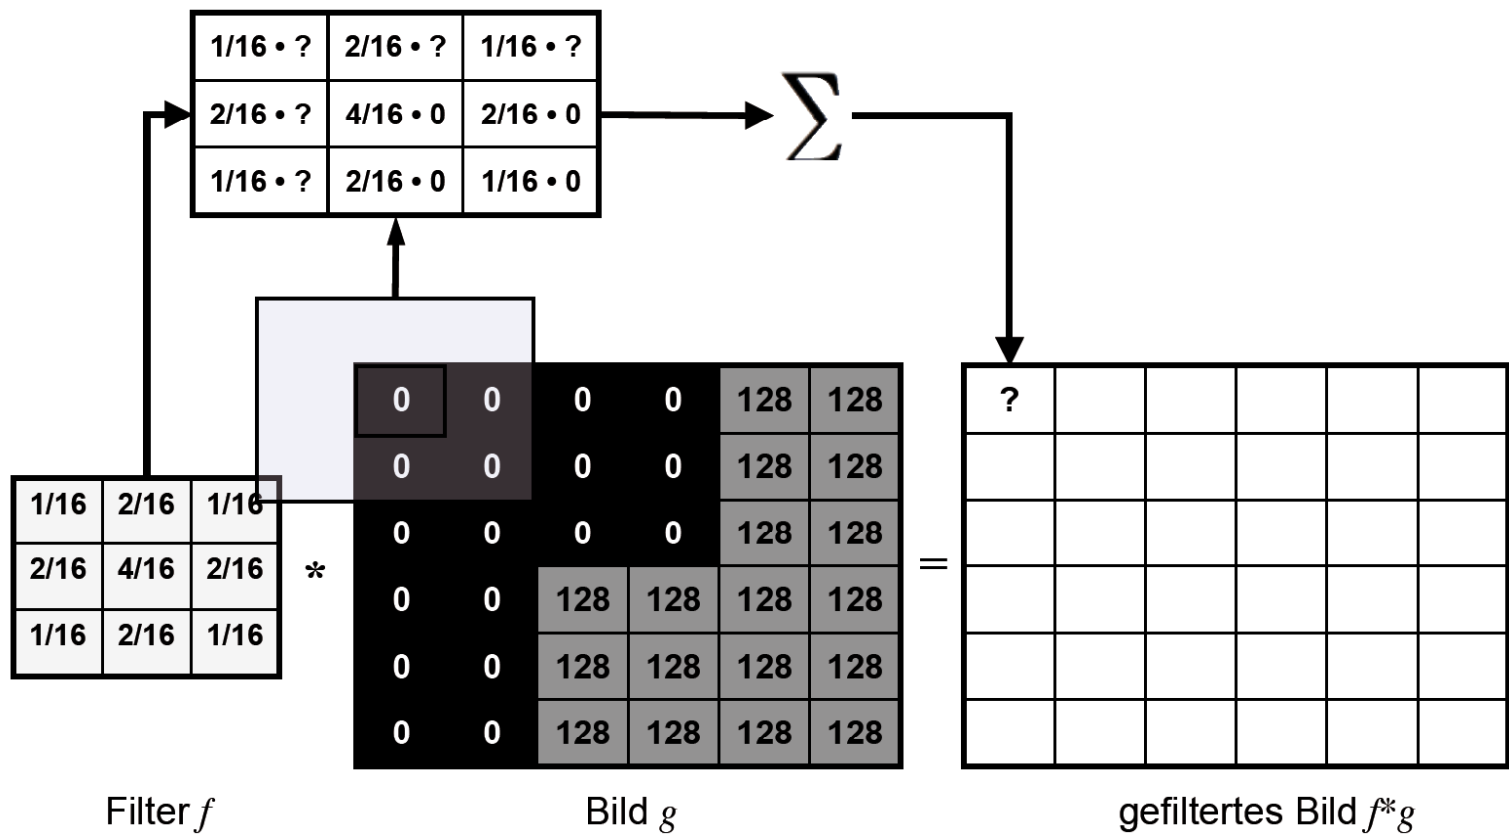 1/16 • ? 2/16 • ? 1/16 • ?
2/16 • ? 4/16 • 0 2/16 • 0
1/16 • ? 2/16 • 0 1/16 • 0
∑
1/16 2/16 1/16
2/16 4/16 2/16
1/16 2/16 1/16
*
0 0 0 0 128 128
0 0 0 0 128 128
0 0 0 0 128 128
0 0 128 128 128 128
0 0 128 128 128 128
0 0 128 128 128 128
=
?
Filter f
Bild g
gefiltertes Bild f*g